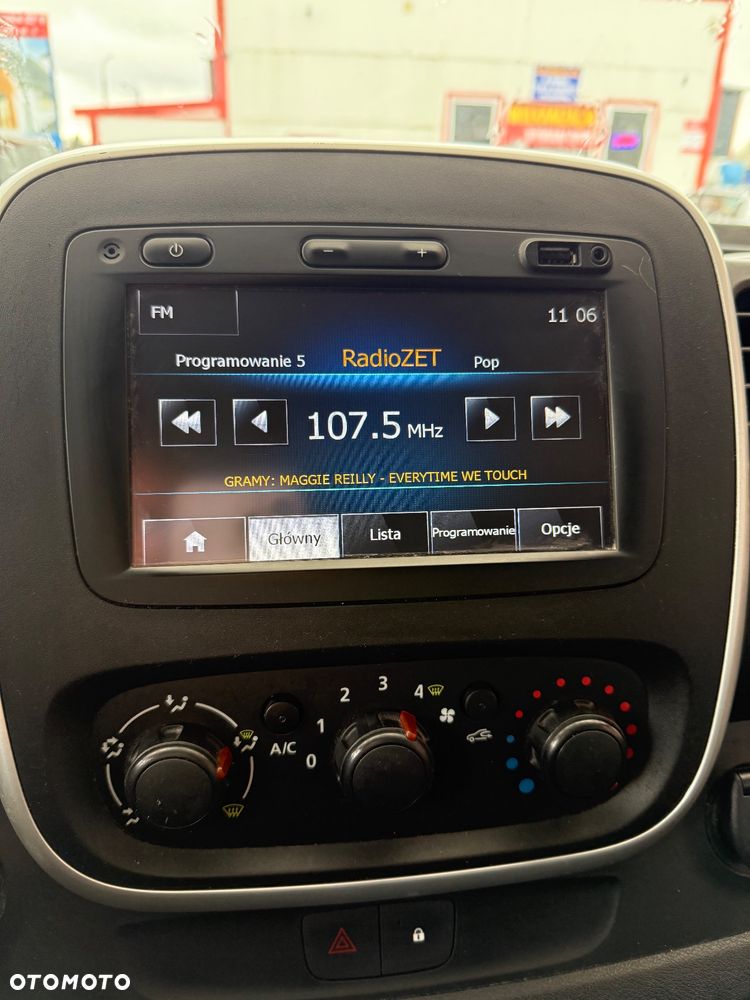 FM
11 06
Programowanie 5 RadioZET Pop
107.5 MHz
GRAMY: MAGGIE REILLY - EVERYTIME WE TOUCH
Główny Lista Programowanie Opcje
0 1 2 3 4
A/C
OTOMOTO